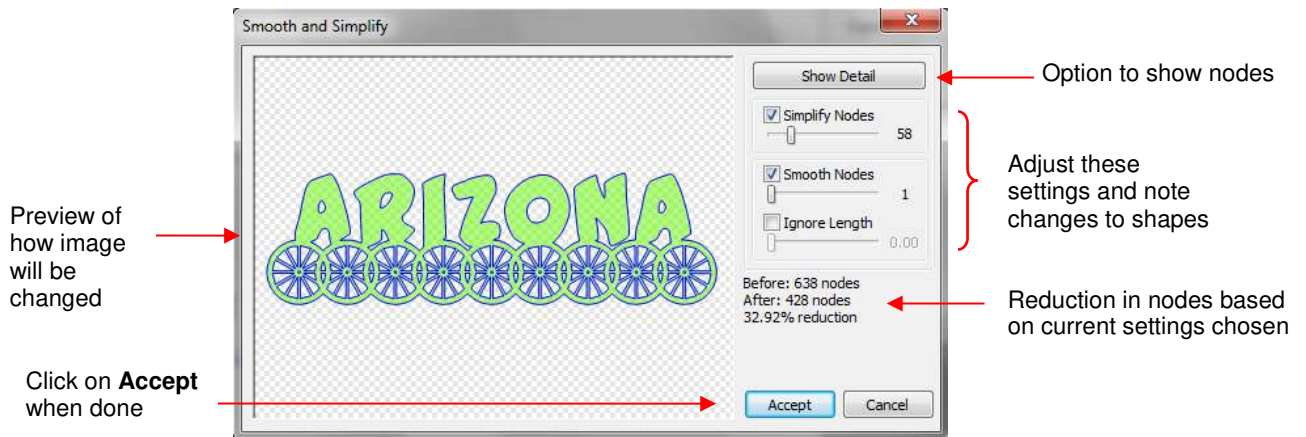 Smooth and Simplify
Show Detail
Option to show nodes
Simplify Nodes
58
Smooth Nodes
1
Ignore Length
0.00
Adjust these
settings and note
changes to shapes
Preview of
how image
will be
changed
ARIZONA
Before: 638 nodes
After: 428 nodes
32.92% reduction
Reduction in nodes based
on current settings chosen
Click on Accept
when done
Accept
Cancel